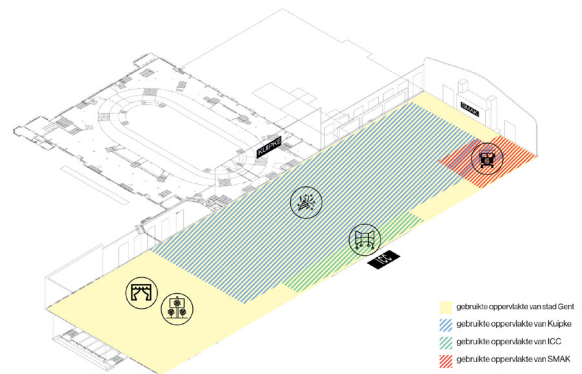 SMAK
KUIPKE
ICC
gebruikte oppervlakte van stad Gent
gebruikte oppervlakte van Kuipke
gebruikte oppervlakte van ICC
gebruikte oppervlakte van SMAK